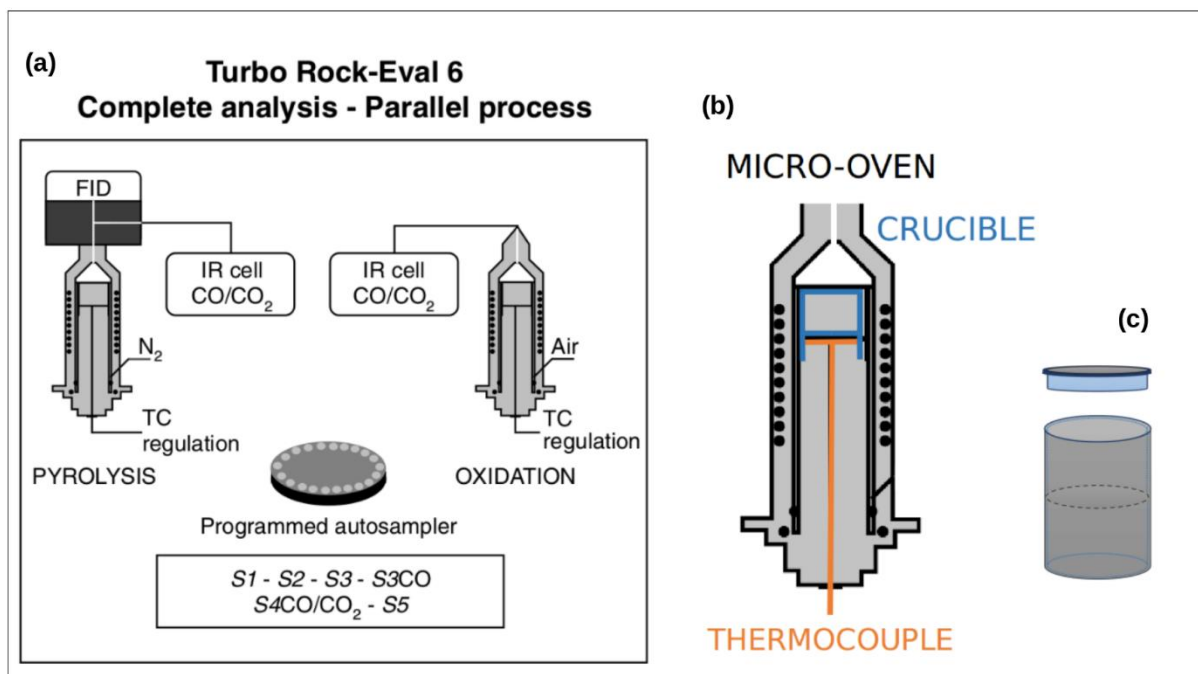 (a)
Turbo Rock-Eval 6
Complete analysis - Parallel process
FID
IR cell
CO/CO₂
IR cell
CO/CO₂
N₂
Air
TC
regulation
TC
regulation
PYROLYSIS
OXIDATION
Programmed autosampler
S1 - S2 - S3 - S3CO
S4CO/CO₂ - S5
(b)
MICRO-OVEN
CRUCIBLE
THERMOCOUPLE
(c)